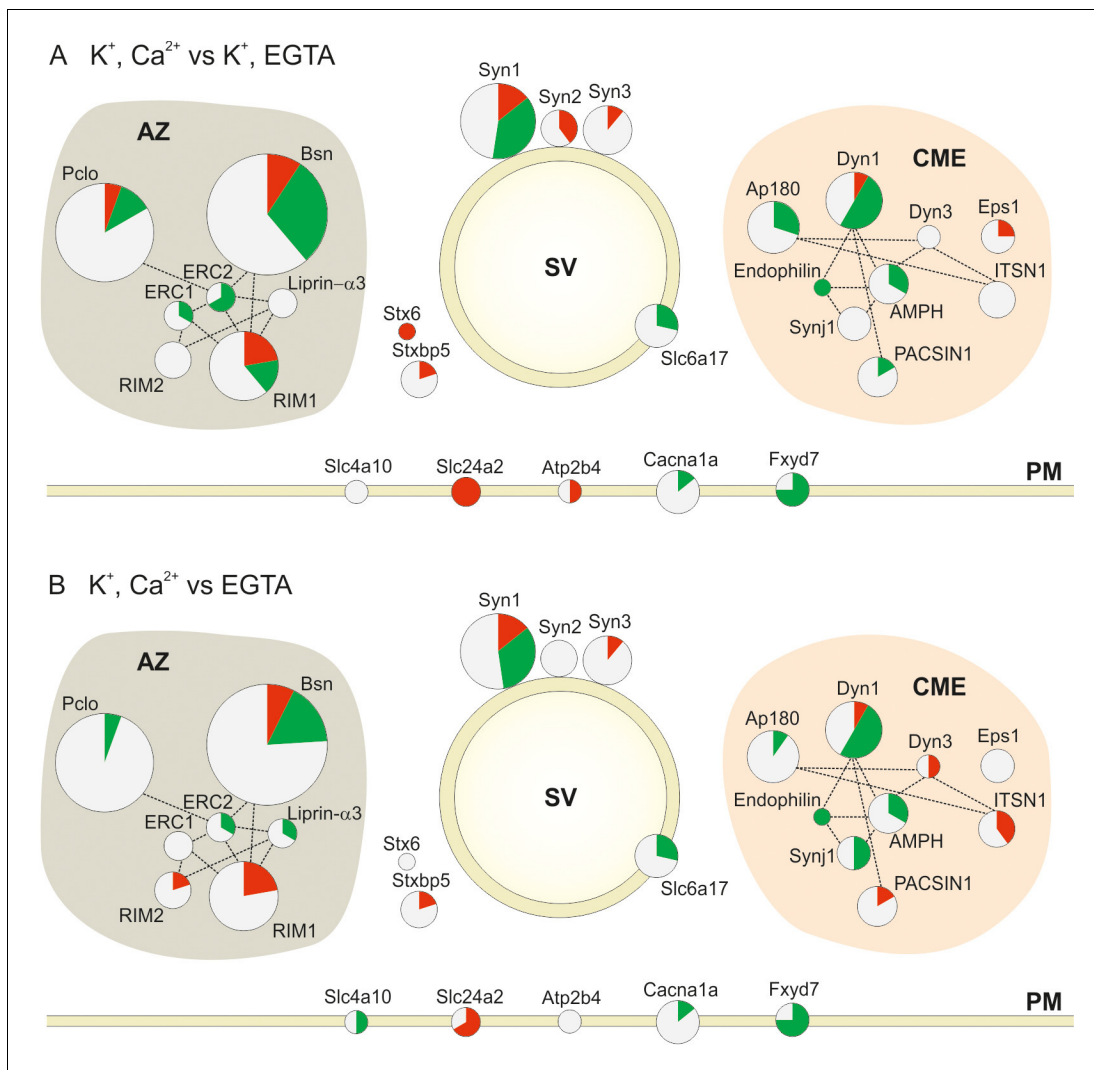 A K⁺, Ca²⁺ vs K⁺, EGTA
AZ
Pclo
Bsn
ERC2
ERC1
Liprin–α3
RIM2
RIM1
Syn1
Syn2
Syn3
SV
Stx6
Stxbp5
Slc6a17
CME
Dyn1
Ap180
Dyn3
Eps1
Endophilin
ITSN1
AMPH
Synj1
PACSIN1
Slc4a10
Slc24a2
Atp2b4
Cacna1a
Fxyd7
PM
B K⁺, Ca²⁺ vs EGTA
AZ
Pclo
Bsn
ERC2
ERC1
Liprin-α3
RIM2
RIM1
Syn1
Syn2
Syn3
SV
Stx6
Stxbp5
Slc6a17
CME
Dyn1
Ap180
Dyn3
Eps1
Endophilin
ITSN1
AMPH
Synj1
PACSIN1
Slc4a10
Slc24a2
Atp2b4
Cacna1a
Fxyd7
PM